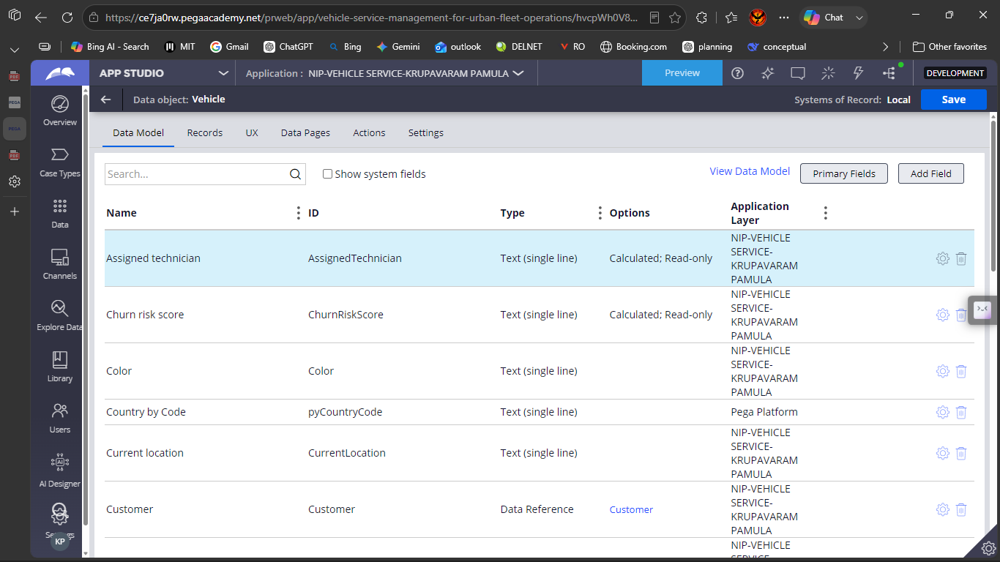 https://ce7ja0rw.pegaacademy.net/prweb/app/vehicle-service-management-for-urban-fleet-operations/hvcpWh0V8...
Chat
Bing AI - Search
MIT
Gmail
ChatGPT
Bing
Gemini
outlook
DELNET
RO
Booking.com
planning
conceptual
Other favorites
APP STUDIO
Application : NIP-VEHICLE SERVICE-KRUPAVARAM PAMULA
Preview
DEVELOPMENT
Data object: Vehicle
Systems of Record: Local
Save
Overview
Case Types
Data
Channels
Explore Data
Library
Users
AI Designer
KP
Data Model
Records
UX
Data Pages
Actions
Settings
Search...
Show system fields
View Data Model
Primary Fields
Add Field
Name
ID
Type
Options
Application
Layer
Assigned technician
AssignedTechnician
Text (single line)
Calculated; Read-only
NIP-VEHICLE
SERVICE-
KRUPAVARAM
PAMULA
Churn risk score
ChurnRiskScore
Text (single line)
Calculated; Read-only
NIP-VEHICLE
SERVICE-
KRUPAVARAM
PAMULA
Color
Color
Text (single line)
NIP-VEHICLE
SERVICE-
KRUPAVARAM
PAMULA
Country by Code
pyCountryCode
Text (single line)
Pega Platform
Current location
CurrentLocation
Text (single line)
NIP-VEHICLE
SERVICE-
KRUPAVARAM
PAMULA
Customer
Customer
Data Reference
Customer
NIP-VEHICLE
SERVICE-
KRUPAVARAM
PAMULA
NIP-VEHICLE